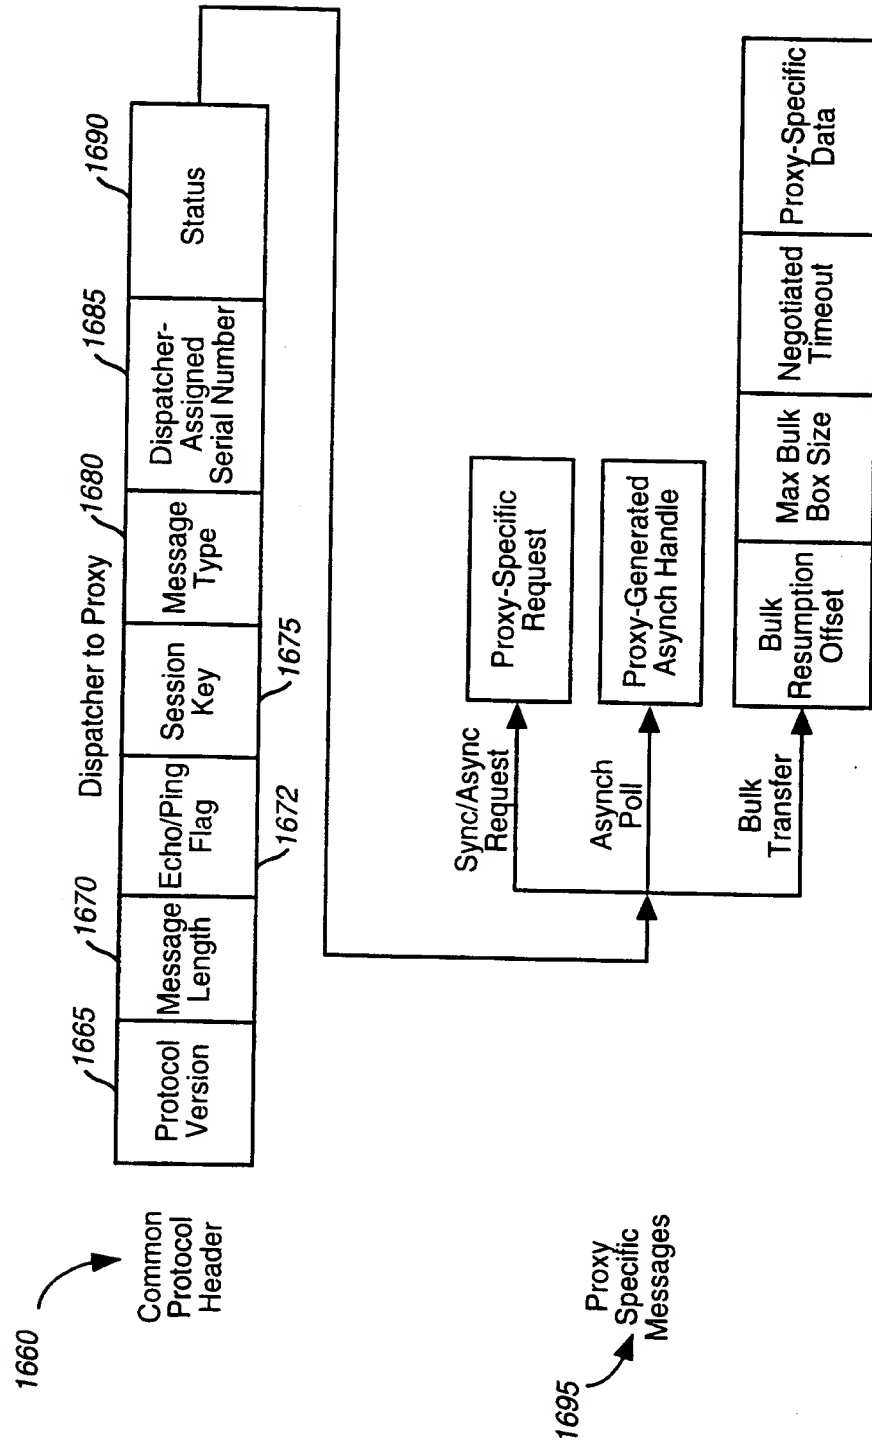 Dispatcher to Proxy
1660
Common
Protocol
Header
1665
1670
1680
1685
1690
Protocol
Version
Message
Length
Echo/Ping
Flag
Session
Key
Message
Type
Dispatcher-
Assigned
Serial Number
Status
1672
1675
1695
Proxy
Specific
Messages
Sync/Async
Request
Proxy-Specific
Request
Asynch
Poll
Proxy-Generated
Asynch Handle
Bulk
Transfer
Bulk
Resumption
Offset
Max Bulk
Box Size
Negotiated
Timeout
Proxy-Specific
Data